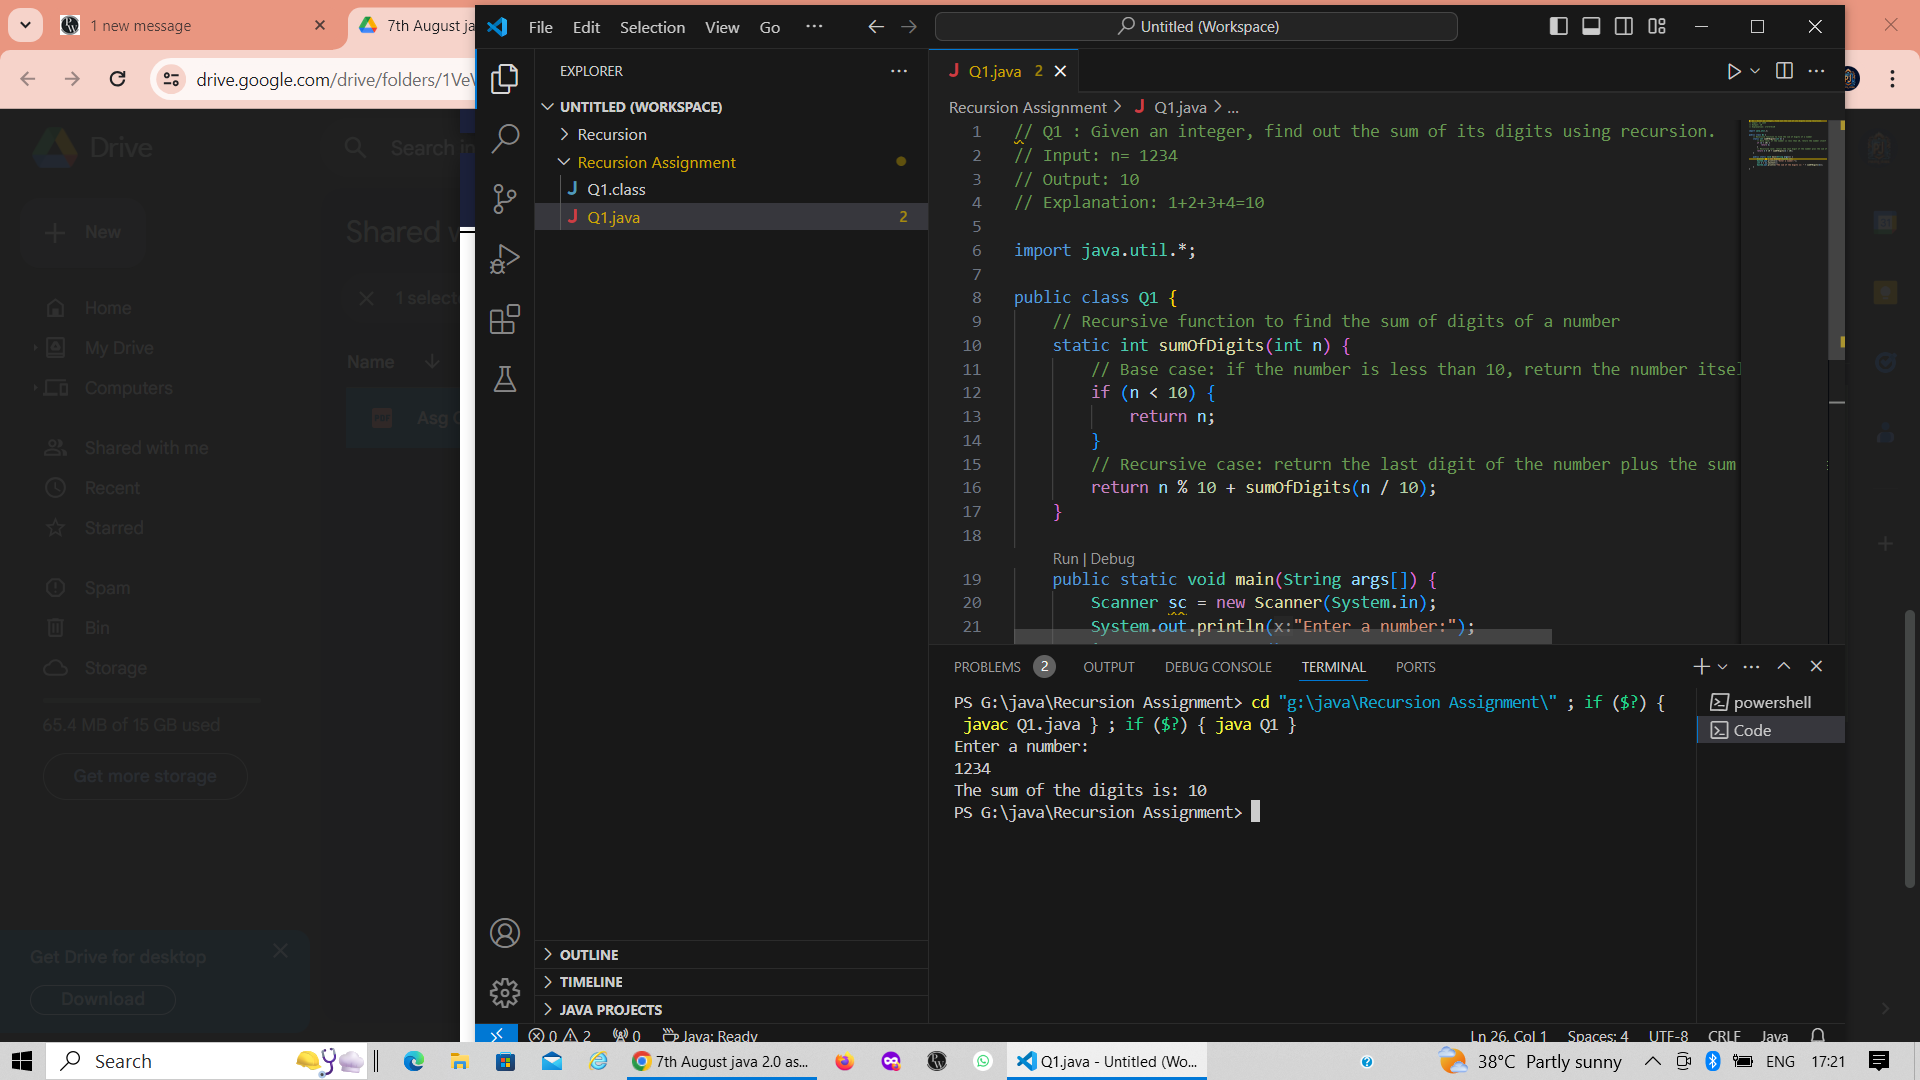 1 new message
7th August ja
File Edit Selection View Go
Untitled (Workspace)
drive.google.com/drive/folders/1VeV
EXPLORER
Q1.java 2
UNTITLED (WORKSPACE)
Recursion Assignment > Q1.java > ...
Recursion
Recursion Assignment
Q1.class
Q1.java 2
Drive
Search in
New
Shared w
1 selecte
Home
My Drive
Computers
Name
Asg
Shared with me
Recent
Starred
Spam
Bin
Storage
65.4 MB of 15 GB used
Get more storage
Get Drive for desktop
Download
1 // Q1 : Given an integer, find out the sum of its digits using recursion.
2 // Input: n= 1234
3 // Output: 10
4 // Explanation: 1+2+3+4=10
5
6 import java.util.*;
7
8 public class Q1 {
9 // Recursive function to find the sum of digits of a number
10 static int sumOfDigits(int n) {
11 // Base case: if the number is less than 10, return the number itsel
12 if (n < 10) {
13 return n;
14 }
15 // Recursive case: return the last digit of the number plus the sum
16 return n % 10 + sumOfDigits(n / 10);
17 }
18
Run | Debug
19 public static void main(String args[]) {
20 Scanner sc = new Scanner(System.in);
21 System.out.println(x:"Enter a number:");
PROBLEMS 2 OUTPUT DEBUG CONSOLE TERMINAL PORTS
PS G:\java\Recursion Assignment> cd "g:\java\Recursion Assignment\" ; if ($?) {
javac Q1.java } ; if ($?) { java Q1 }
Enter a number:
1234
The sum of the digits is: 10
PS G:\java\Recursion Assignment>
powershell
Code
OUTLINE
TIMELINE
JAVA PROJECTS
0 2 0 Java: Ready
Ln 26, Col 1 Spaces: 4 UTF-8 CRLF Java
Search
7th August java 2.0 as...
Q1.java - Untitled (Wo...
38°C Partly sunny
ENG 17:21